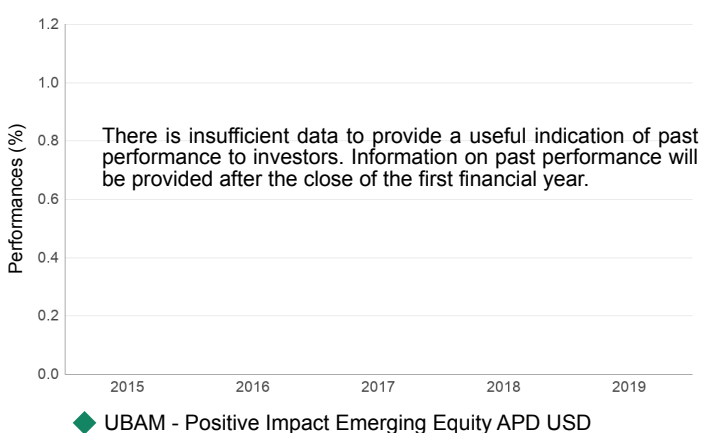 1.2
1.0
Performances (%)
0.8
There is insufficient data to provide a useful indication of past
performance to investors. Information on past performance will
be provided after the close of the first financial year.
0.6
0.4
0.2
0.0
2015 2016 2017 2018 2019
UBAM - Positive Impact Emerging Equity APD USD